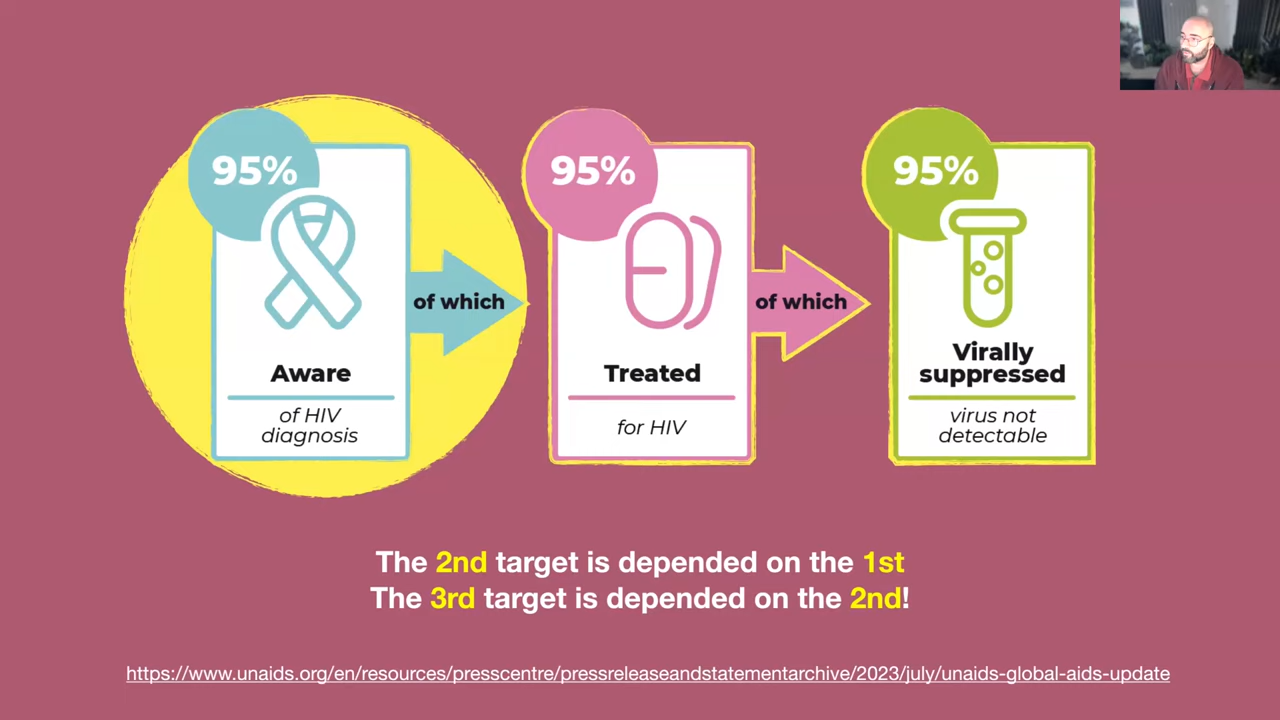 95%
95%
95%
of which
of which
Aware
Treated
Virally
suppressed
of HIV
diagnosis
for HIV
virus not
detectable
The 2nd target is depended on the 1st
The 3rd target is depended on the 2nd!
https://www.unaids.org/en/resources/presscentre/pressreleaseandstatementarchive/2023/july/unaids-global-aids-update